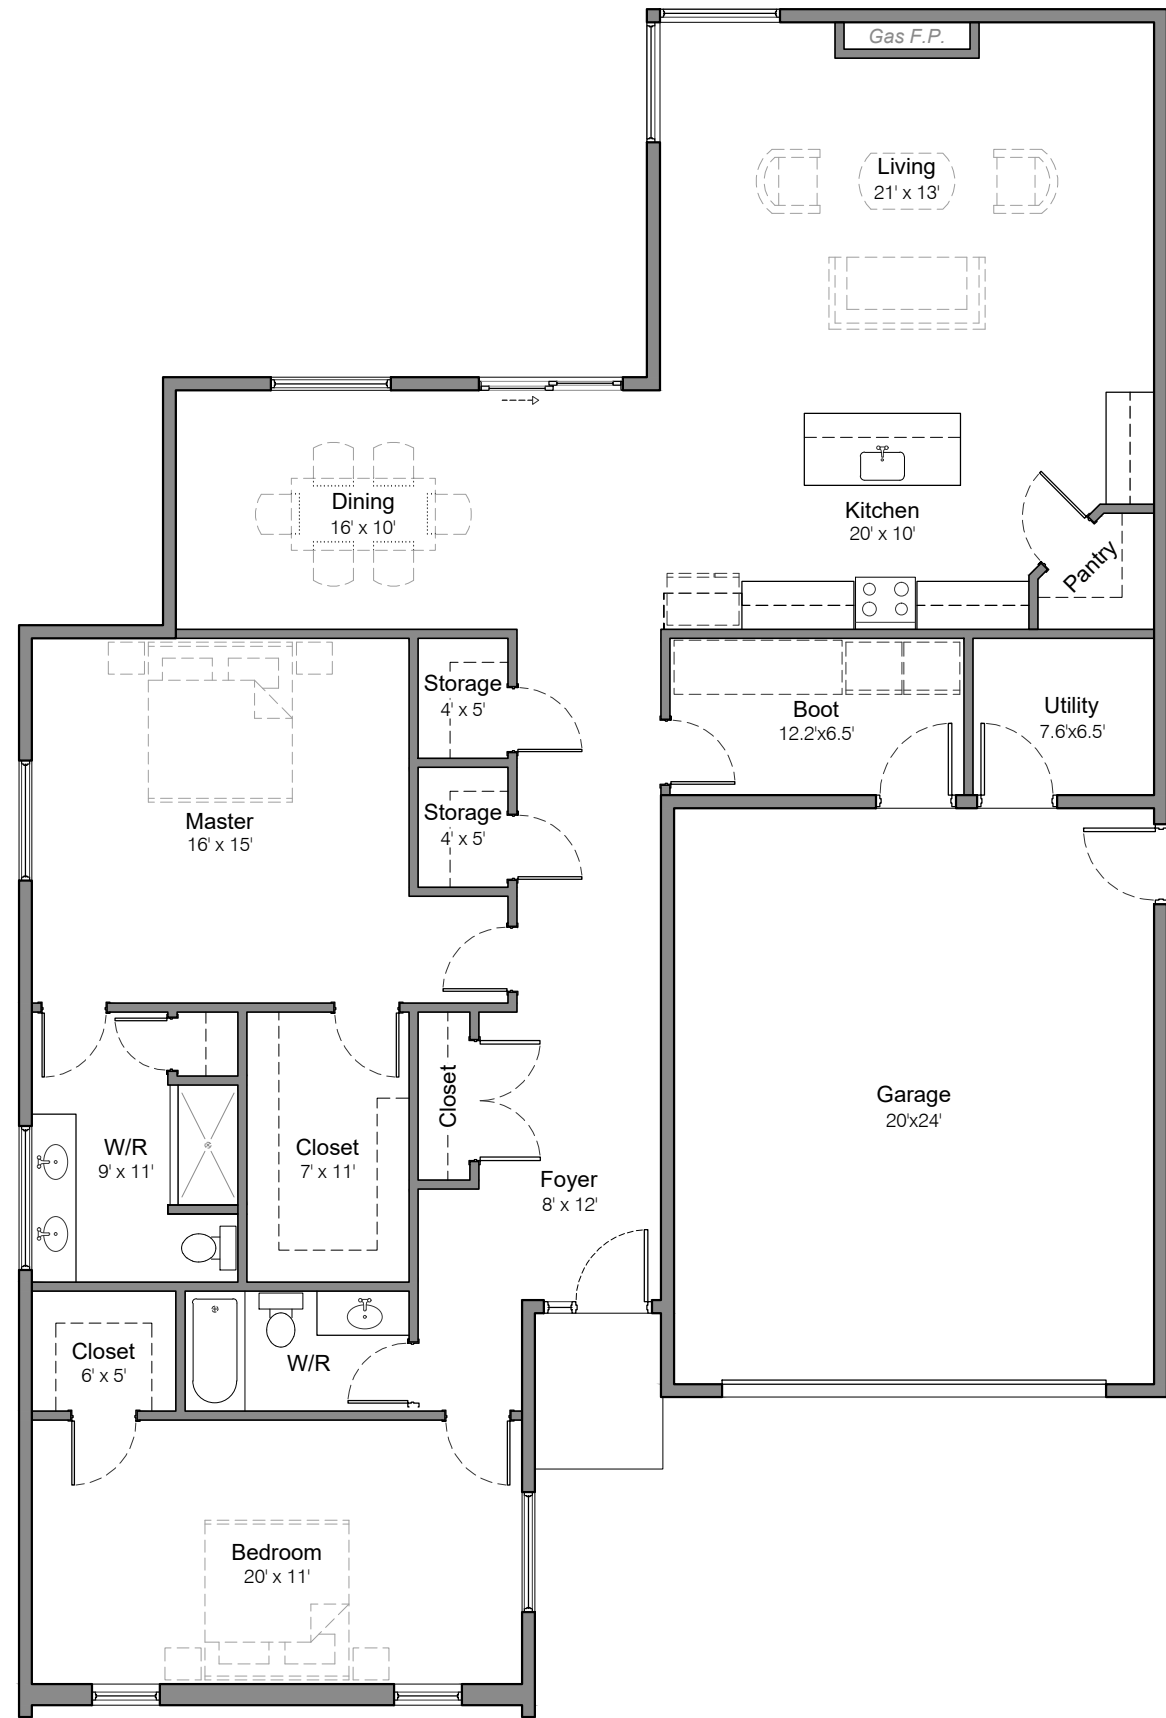 Gas F.P.
Living
21' x 13'
Dining
16' x 10'
Kitchen
20' x 10'
Pantry
Storage
4' x 5'
Boot
12.2'x6.5'
Utility
7.6'x6.5'
Storage
4' x 5'
Master
16' x 15'
Garage
20'x24'
Closet
W/R
9' x 11'
Closet
7' x 11'
Foyer
8' x 12'
Closet
6' x 5'
W/R
Bedroom
20' x 11'